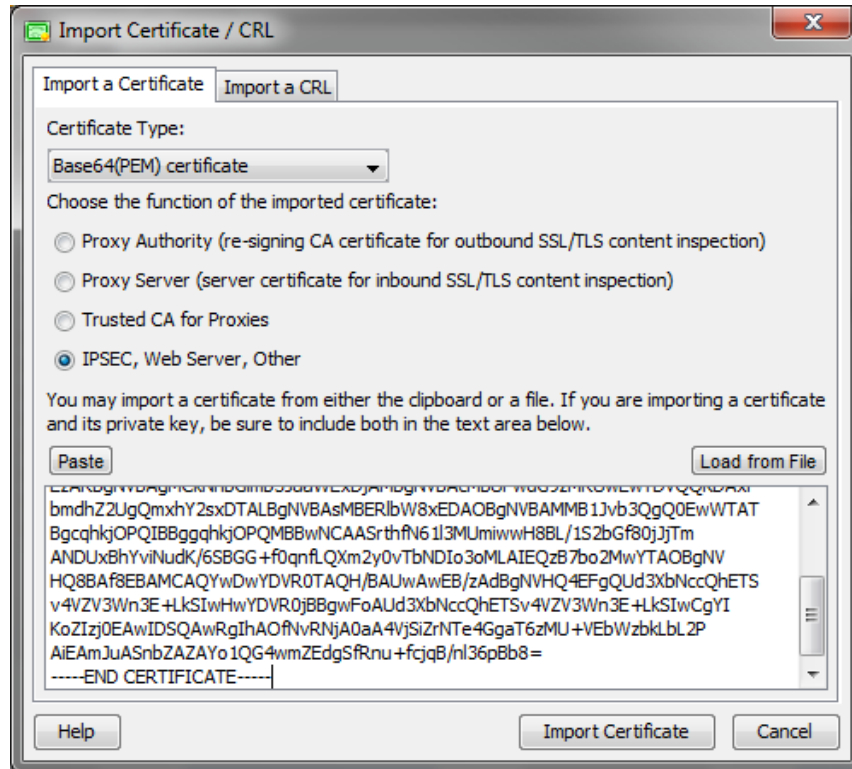 Import Certificate / CRL
Import a Certificate
Import a CRL
Certificate Type:
Base64(PEM) certificate
Choose the function of the imported certificate:
Proxy Authority (re-signing CA certificate for outbound SSL/TLS content inspection)
Proxy Server (server certificate for inbound SSL/TLS content inspection)
Trusted CA for Proxies
IPSEC, Web Server, Other
You may import a certificate from either the clipboard or a file. If you are importing a certificate
and its private key, be sure to include both in the text area below.
Paste
Load from File
bmdhZ2UgQmxhY2sxDTALBgNVBAsMBERlbW8xEDAOBgNVBAMMB1Jvb3QgQ0EwWTAT
BgcqhkjOPQIBBggqhkjOPQMBBwNCAASrthfN61l3MUmiwwH8BL/1S2bGf80jJjTm
ANDUxBhYviNudK/6SBGG+f0qnfLQXm2y0vTbNDIo3oMLAIEQzB7bo2MwYTAOBgNV
HQ8BAf8EBAMCAQYwDwYDVR0TAQH/BAUwAwEB/zAdBgNVHQ4EFgQUd3XbNccQhETS
v4VZV3Wn3E+LkSIwHwYDVR0jBBgwFoAUd3XbNccQhETSv4VZV3Wn3E+LkSIwCgYI
KoZIzj0EAwIDSQAwRgIhAOfNvRNjA0aA4VjSiZrNTe4GgaT6zMU+VEbWzbkLbL2P
AiEAmJuASnbZAZAYo1QG4wmZEdgSfRnu+fcjqB/nl36pBb8=
-----END CERTIFICATE-----
Help
Import Certificate
Cancel